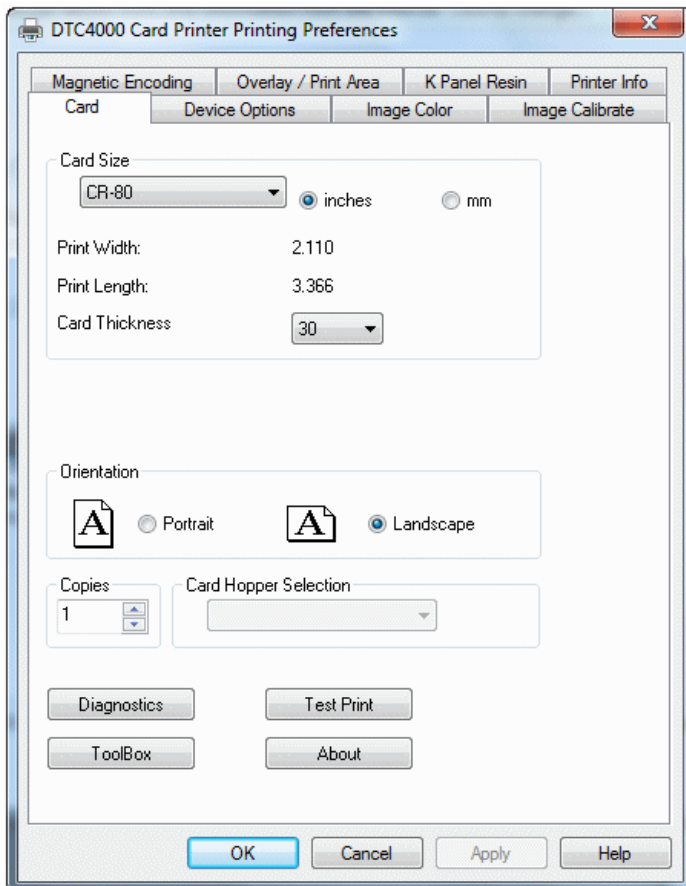 DTC4000 Card Printer Printing Preferences
X
Magnetic Encoding Overlay / Print Area K Panel Resin Printer Info
Card Device Options Image Color Image Calibrate
Card Size
CR-80 inches mm
Print Width: 2.110
Print Length: 3.366
Card Thickness 30
Orientation
A Portrait A Landscape
Copies Card Hopper Selection
1
Diagnostics Test Print
ToolBox About
OK Cancel Apply Help